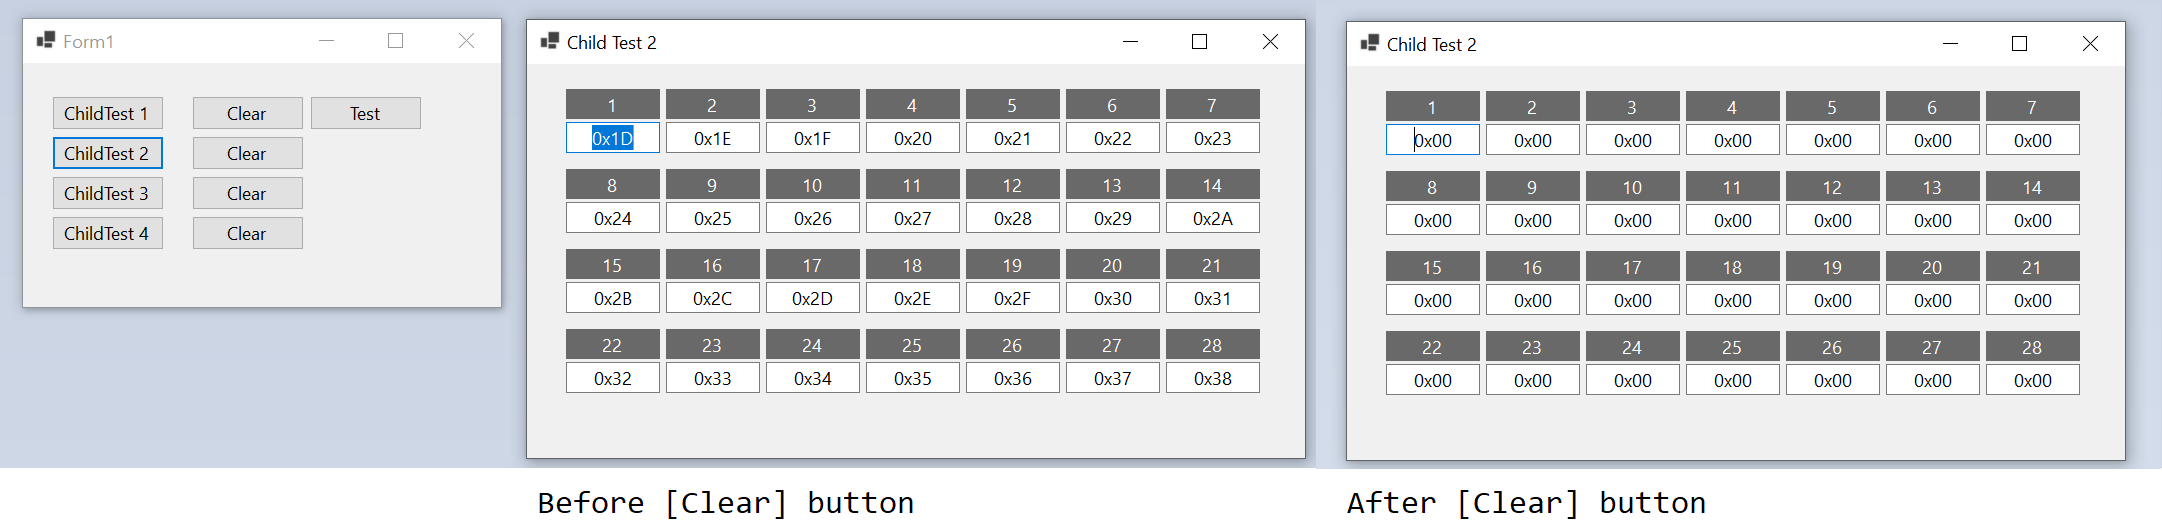 Form1
ChildTest 1 Clear Test
ChildTest 2 Clear
ChildTest 3 Clear
ChildTest 4 Clear
Child Test 2
1 2 3 4 5 6 7
0x1D 0x1E 0x1F 0x20 0x21 0x22 0x23
8 9 10 11 12 13 14
0x24 0x25 0x26 0x27 0x28 0x29 0x2A
15 16 17 18 19 20 21
0x2B 0x2C 0x2D 0x2E 0x2F 0x30 0x31
22 23 24 25 26 27 28
0x32 0x33 0x34 0x35 0x36 0x37 0x38
Before [Clear] button
Child Test 2
1 2 3 4 5 6 7
0x00 0x00 0x00 0x00 0x00 0x00 0x00
8 9 10 11 12 13 14
0x00 0x00 0x00 0x00 0x00 0x00 0x00
15 16 17 18 19 20 21
0x00 0x00 0x00 0x00 0x00 0x00 0x00
22 23 24 25 26 27 28
0x00 0x00 0x00 0x00 0x00 0x00 0x00
After [Clear] button